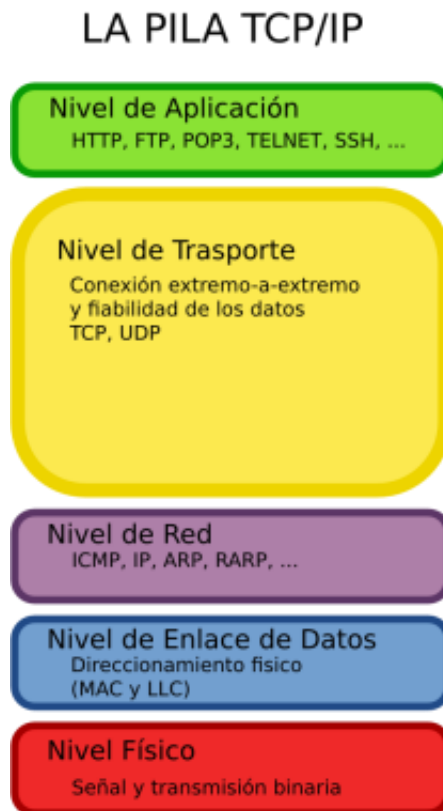 LA PILA TCP/IP
Nivel de Aplicación
HTTP, FTP, POP3, TELNET, SSH, ...
Nivel de Trasporte
Conexión extremo-a-extremo
y fiabilidad de los datos
TCP, UDP
Nivel de Red
ICMP, IP, ARP, RARP, ...
Nivel de Enlace de Datos
Direccionamiento fisico
(MAC y LLC)
Nivel Físico
Señal y transmisión binaria